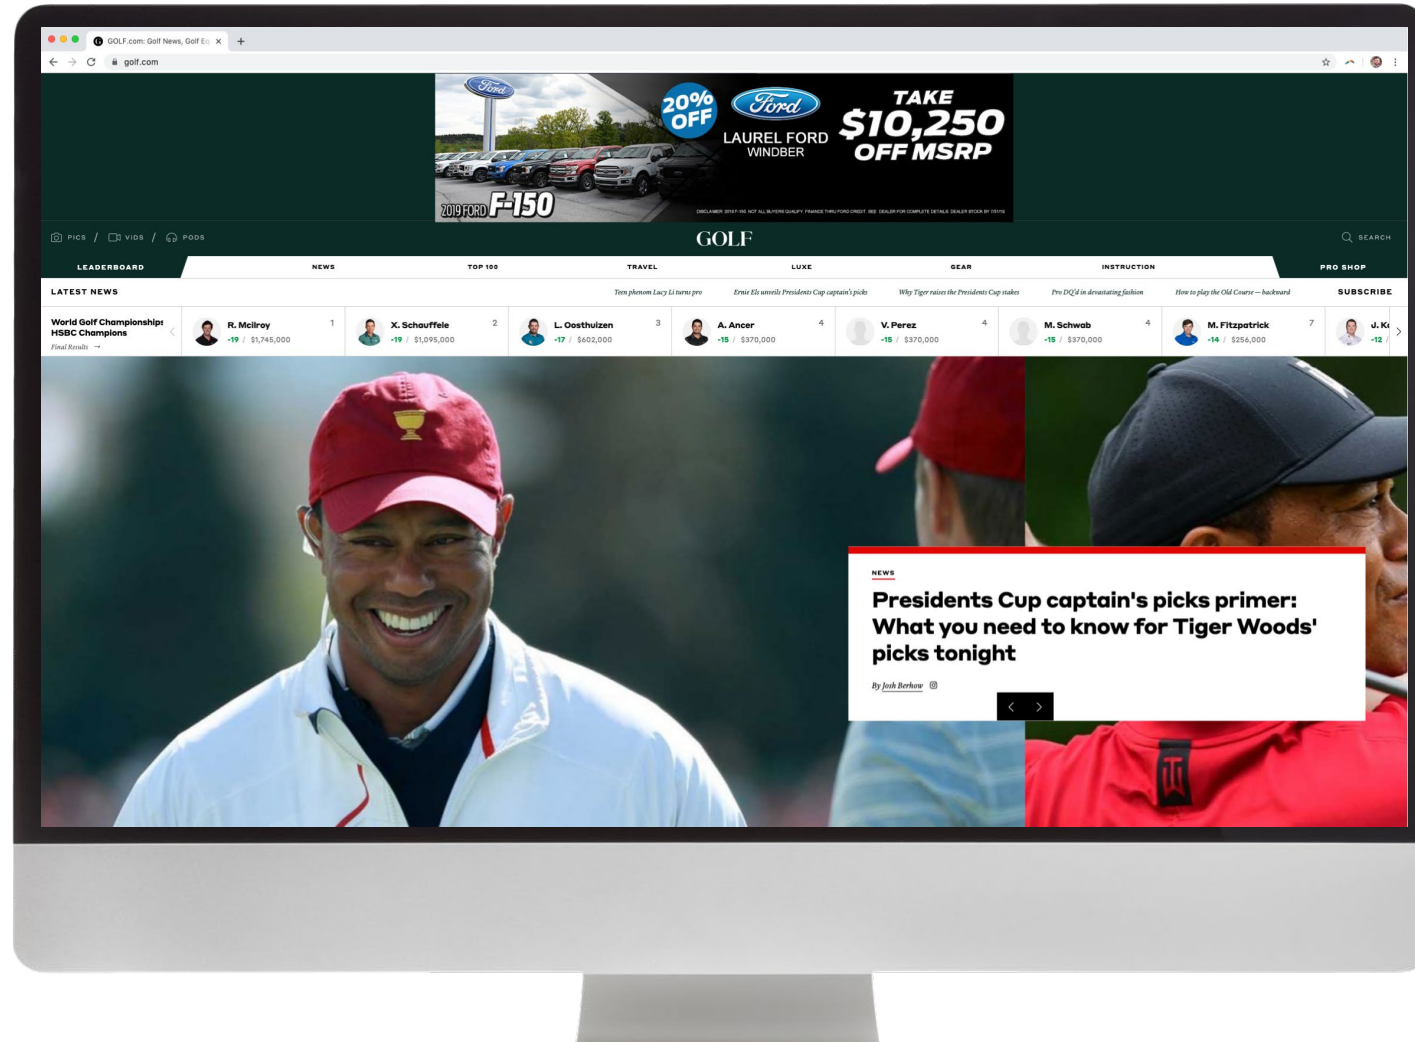 GOLF.com: Golf News, Golf Eq
golf.com
Ford
20%
OFF
Ford
LAUREL FORD
WINDBER
TAKE
$10,250
OFF MSRP
2019 FORD F-150
PICS / VIDS / PODS
GOLF
SEARCH
LEADERBOARD
NEWS
TOP 100
TRAVEL
LUXE
GEAR
INSTRUCTION
PRO SHOP
LATEST NEWS
Teen phenom Lucy Li turns pro
Ernie Els unveils Presidents Cup captain's picks
Why Tiger raises the Presidents Cup stakes
Pro DQ'd in devastating fashion
How to play the Old Course — backward
SUBSCRIBE
World Golf Championships
HSBC Champions
Final Results →
R. Mcilroy 1
-19 / $1,745,000
X. Schauffele 2
-19 / $1,095,000
L. Oosthuizen 3
-17 / $602,000
A. Ancer 4
-15 / $370,000
V. Perez 4
-15 / $370,000
M. Schwab 4
-15 / $370,000
M. Fitzpatrick 7
-14 / $256,000
-12 /
NEWS
Presidents Cup captain's picks primer:
What you need to know for Tiger Woods'
picks tonight
By Josh Berhow
TW